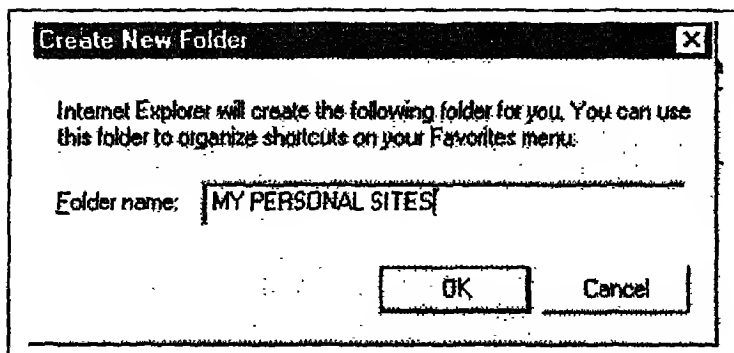 Create New Folder
Internet Explorer will create the following folder for you. You can use
this folder to organize shortcuts on your Favorites menu.
Folder name: MY PERSONAL SITES
OK Cancel